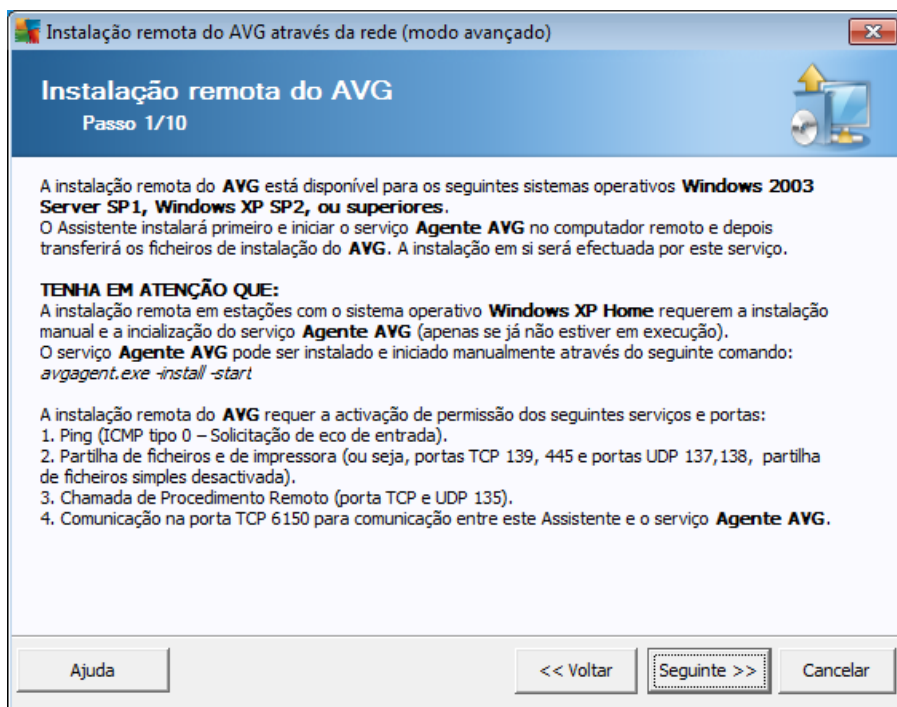 Instalação remota do AVG através da rede (modo avançado)
Instalação remota do AVG
Passo 1/10
A instalação remota do AVG está disponível para os seguintes sistemas operativos Windows 2003
Server SP1, Windows XP SP2, ou superiores.
O Assistente instalará primeiro e iniciar o serviço Agente AVG no computador remoto e depois
transferirá os ficheiros de instalação do AVG. A instalação em si será efectuada por este serviço.
TENHA EM ATENÇÃO QUE:
A instalação remota em estações com o sistema operativo Windows XP Home requerem a instalação
manual e a incialização do serviço Agente AVG (apenas se já não estiver em execução).
O serviço Agente AVG pode ser instalado e iniciado manualmente através do seguinte comando:
avgagent.exe -install -start
A instalação remota do AVG requer a activação de permissão dos seguintes serviços e portas:
1. Ping (ICMP tipo 0 – Solicitação de eco de entrada).
2. Partilha de ficheiros e de impressora (ou seja, portas TCP 139, 445 e portas UDP 137,138, partilha
de ficheiros simples desactivada).
3. Chamada de Procedimento Remoto (porta TCP e UDP 135).
4. Comunicação na porta TCP 6150 para comunicação entre este Assistente e o serviço Agente AVG.
Ajuda
<< Voltar
Seguinte >>
Cancelar